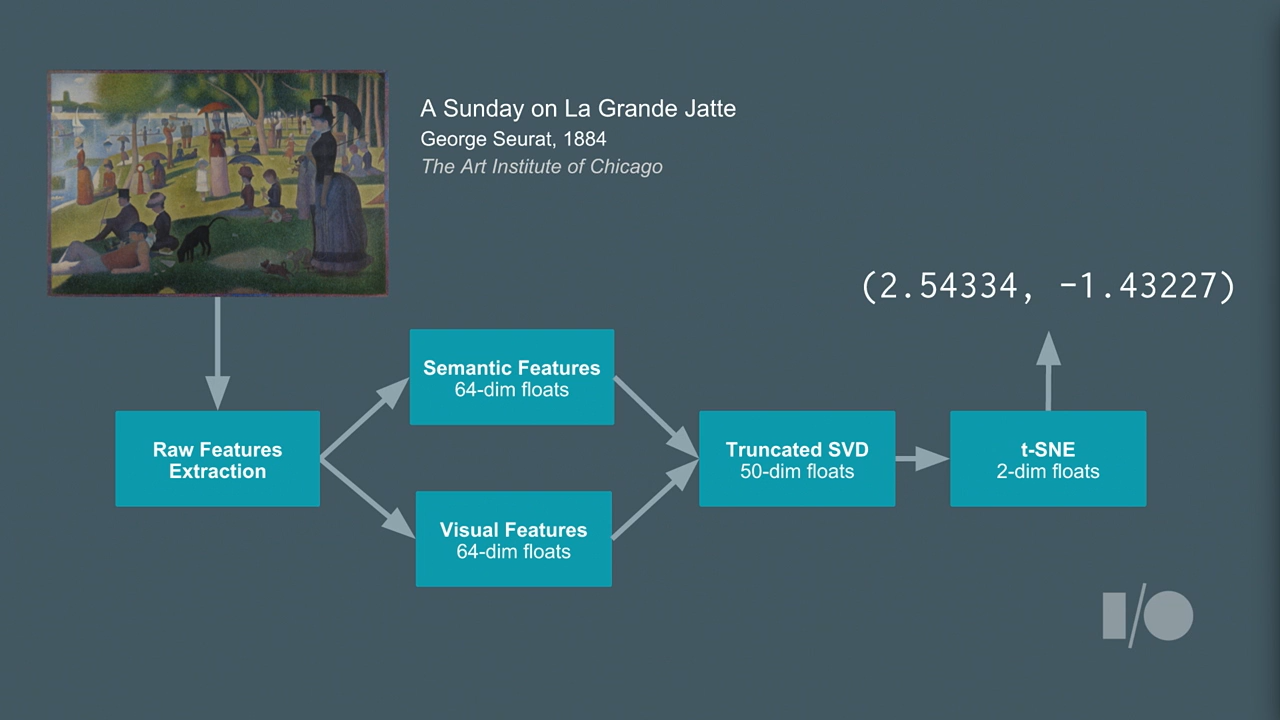 A Sunday on La Grande Jatte
George Seurat, 1884
The Art Institute of Chicago
(2.54334, -1.43227)
Semantic Features
64-dim floats
Raw Features
Extraction
Truncated SVD
50-dim floats
t-SNE
2-dim floats
Visual Features
64-dim floats
I/O